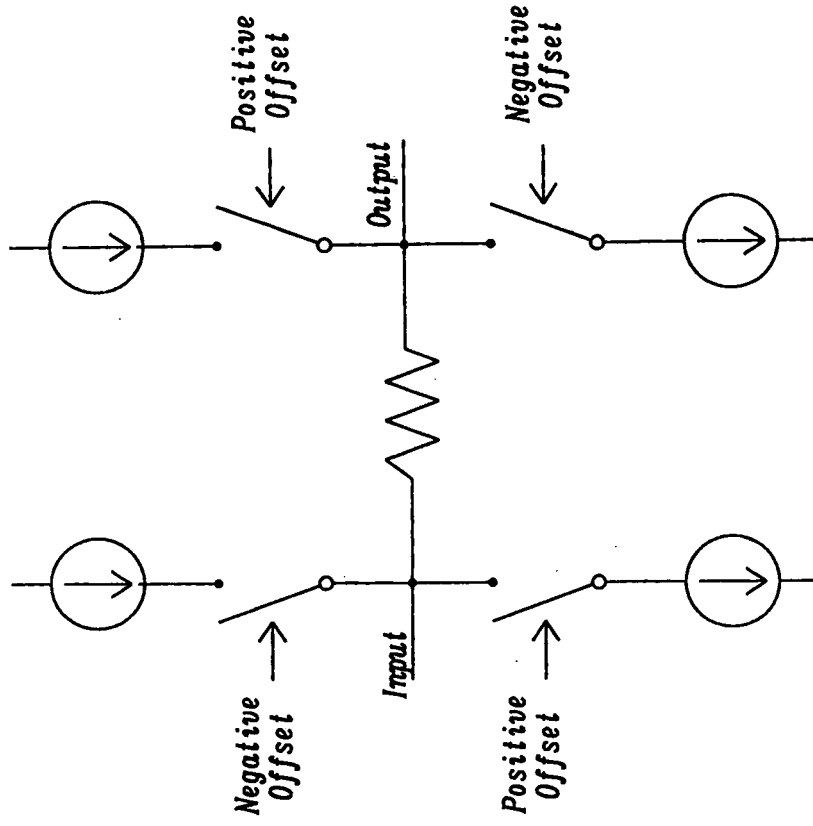 Positive
Offset
Negative
Offset
Output
Input
Negative
Offset
Positive
Offset